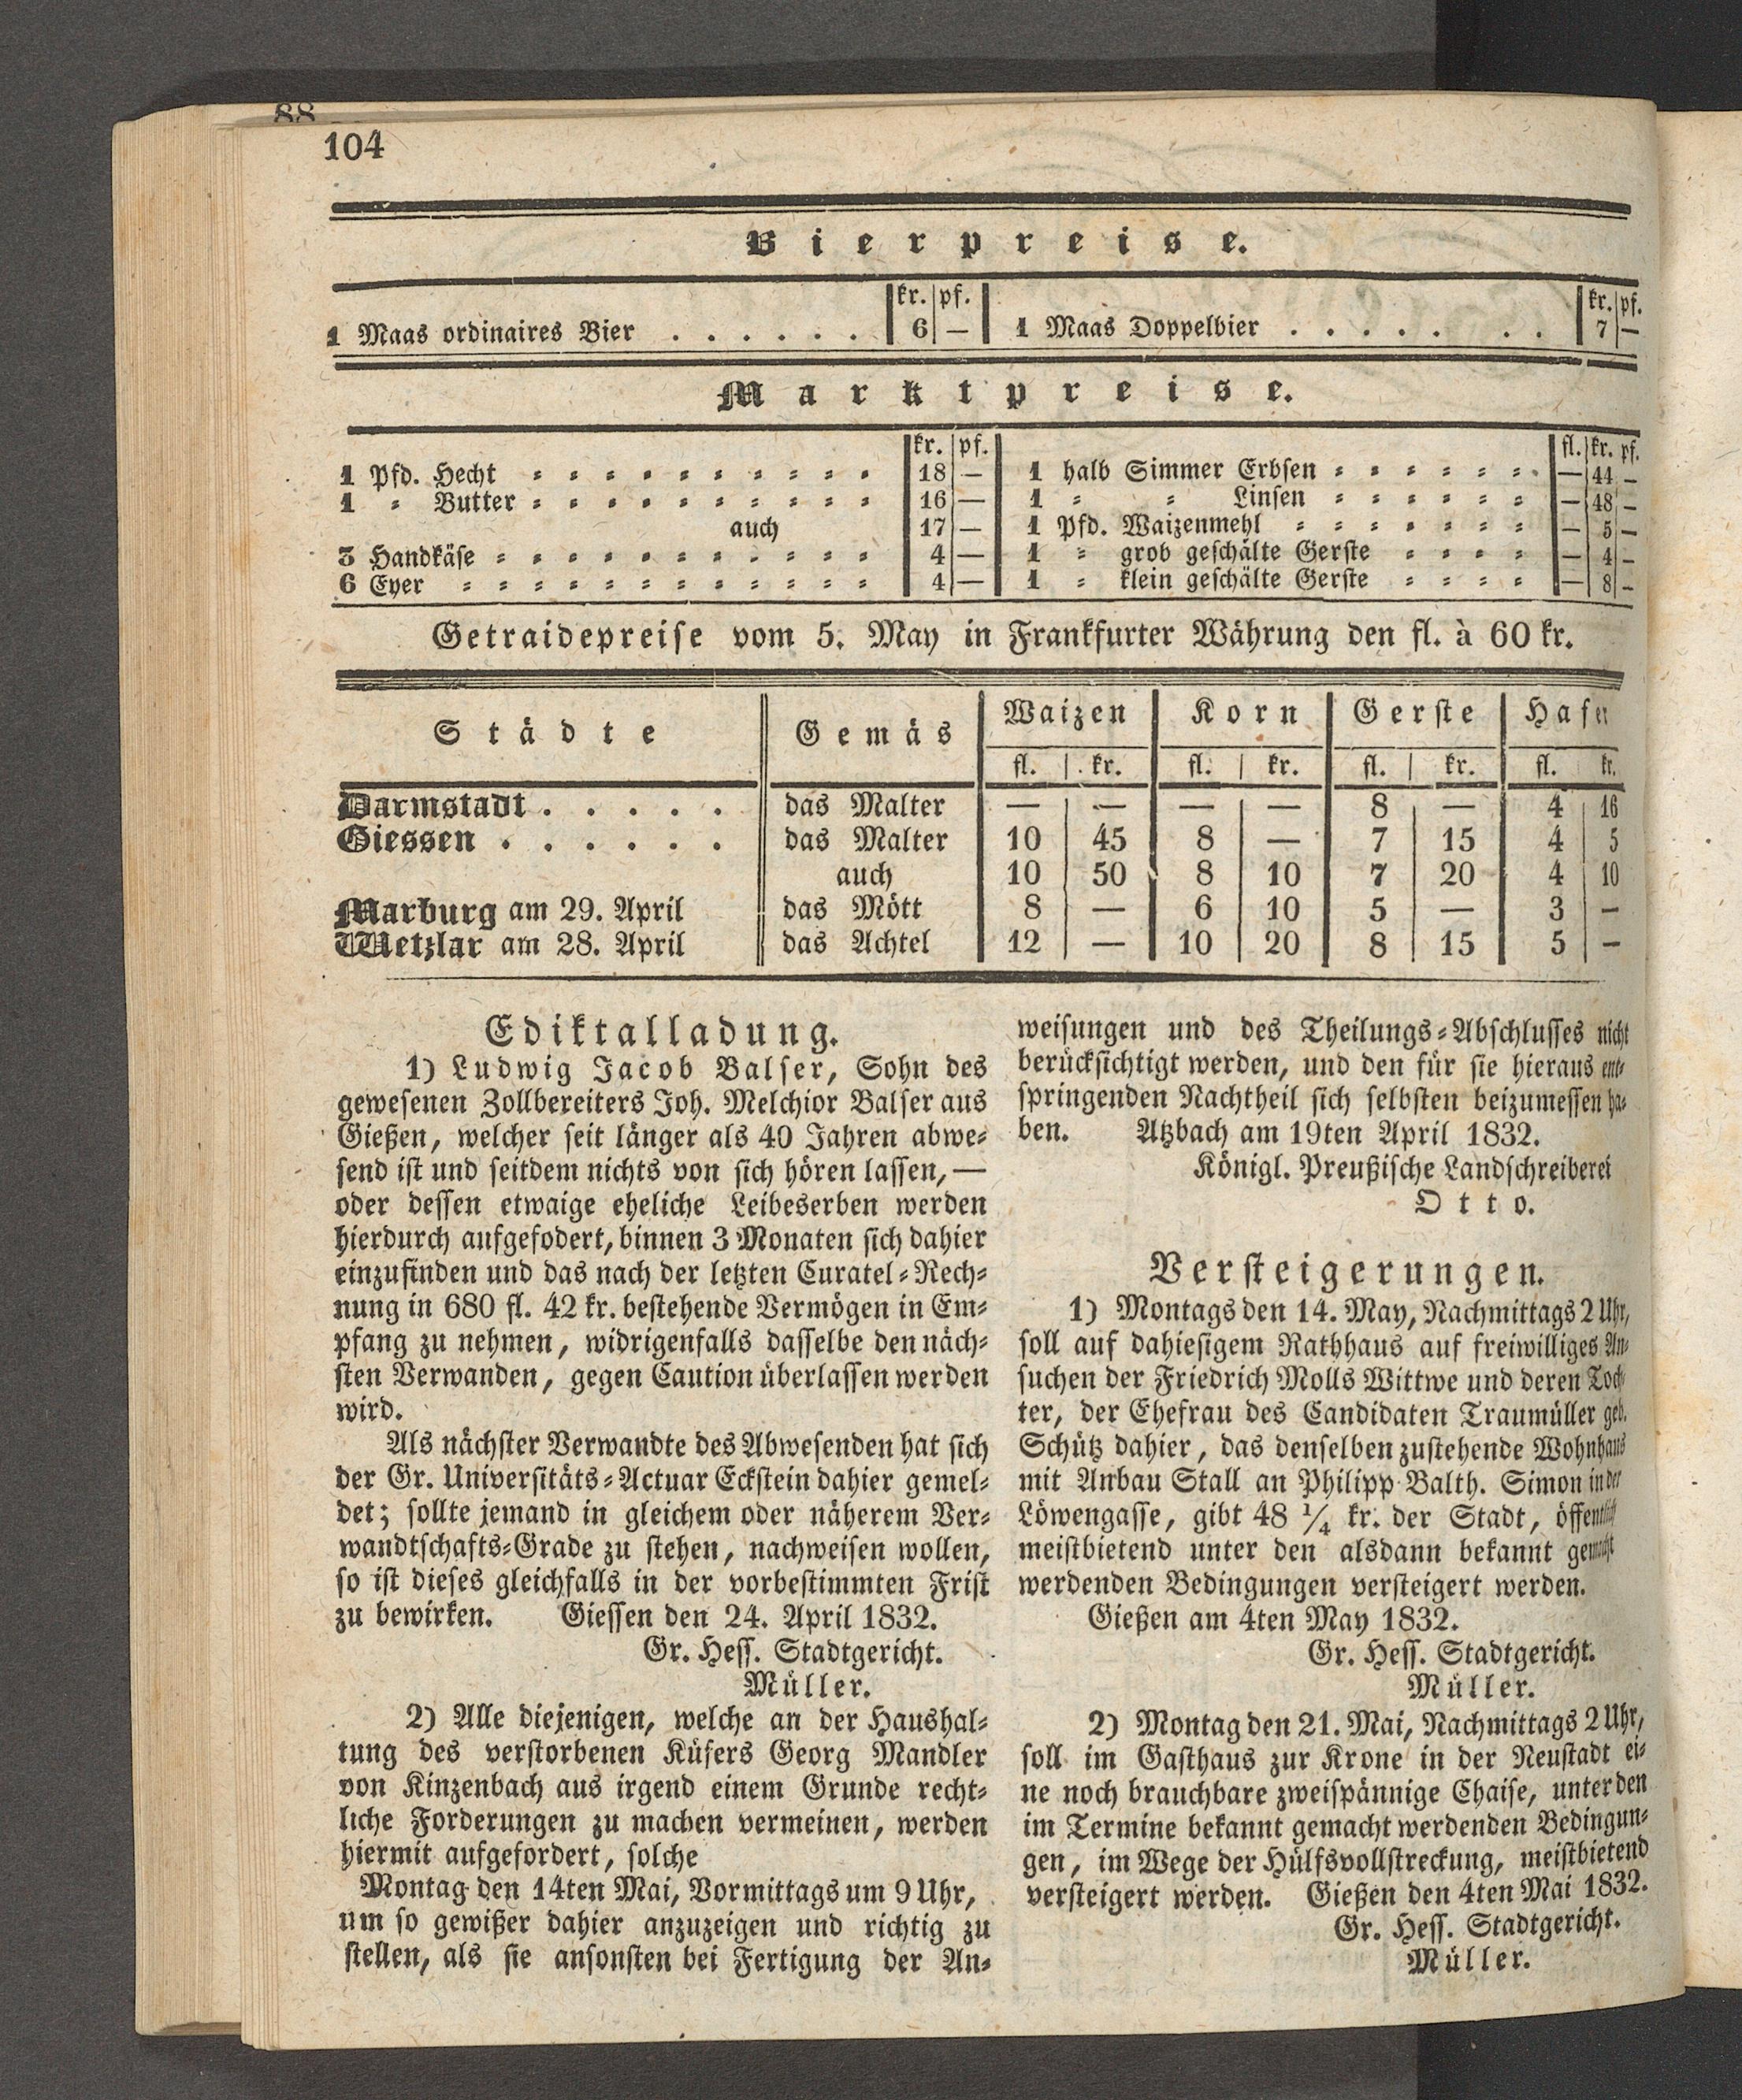 88
104
Bierpreise.
kr. pf. kr. pf.
1 Maas ordinaires Bier . . . . . . 6 — 1 Maas Doppelbier . . . . . . . 7 —
Marktpreise.
kr. pf. fl. kr. pf.
1 Pfd. Hecht = = = = = = = = = = 18 — 1 halb Simmer Erbsen = = = = = = — 44 —
1 = Butter = = = = = = = = = = 16 — 1 = = Linsen = = = = = = — 48 —
auch 17 — 1 Pfd. Waizenmehl = = = = = = = — 5 —
3 Handkäse = = = = = = = = = = = 4 — 1 = grob geschälte Gerste = = = = — 4 —
6 Eyer = = = = = = = = = = = = 4 — 1 = klein geschälte Gerste = = = = — 8 —
Getraidepreise vom 5. May in Frankfurter Währung den fl. à 60 kr.
Städte Gemäs Waizen Korn Gerste Hafer
fl. kr. fl. kr. fl. kr. fl. kr.
Darmstadt . . . . . das Malter — — — — 8 — 4 16
Giessen . . . . . . das Malter 10 45 8 — 7 15 4 5
auch 10 50 8 10 7 20 4 10
Marburg am 29. April das Mött 8 — 6 10 5 — 3 —
Wetzlar am 28. April das Achtel 12 — 10 20 8 15 5 —
Ediktalladung.
1) Ludwig Jacob Balser, Sohn des
gewesenen Zollbereiters Joh. Melchior Balser aus
Gießen, welcher seit länger als 40 Jahren abwe=
send ist und seitdem nichts von sich hören lassen, —
oder dessen etwaige eheliche Leibeserben werden
hierdurch aufgefodert, binnen 3 Monaten sich dahier
einzufinden und das nach der letzten Curatel=Rech=
nung in 680 fl. 42 kr. bestehende Vermögen in Em=
pfang zu nehmen, widrigenfalls dasselbe den näch=
sten Verwanden, gegen Caution überlassen werden
wird.
Als nächster Verwandte des Abwesenden hat sich
der Gr. Universitäts=Actuar Eckstein dahier gemel=
det; sollte jemand in gleichem oder näherem Ver=
wandtschafts=Grade zu stehen, nachweisen wollen,
so ist dieses gleichfalls in der vorbestimmten Frist
zu bewirken. Giessen den 24. April 1832.
Gr. Hess. Stadtgericht.
Müller.
2) Alle diejenigen, welche an der Haushal=
tung des verstorbenen Küfers Georg Mandler
von Kinzenbach aus irgend einem Grunde recht=
liche Forderungen zu machen vermeinen, werden
hiermit aufgefordert, solche
Montag den 14ten Mai, Vormittags um 9 Uhr,
um so gewißer dahier anzuzeigen und richtig zu
stellen, als sie ansonsten bei Fertigung der An=
weisungen und des Theilungs=Abschlusses nicht
berücksichtigt werden, und den für sie hieraus ent=
springenden Nachtheil sich selbsten beizumessen ha=
ben. Atzbach am 19ten April 1832.
Königl. Preußische Landschreiberei
Otto.
Versteigerungen.
1) Montags den 14. May, Nachmittags 2 Uhr,
soll auf dahiesigem Rathhaus auf freiwilliges An=
suchen der Friedrich Molls Wittwe und deren Toch=
ter, der Ehefrau des Candidaten Traumüller geb.
Schütz dahier, das denselben zustehende Wohnhaus
mit Anbau Stall an Philipp Balth. Simon in der
Löwengasse, gibt 48 1/4 kr. der Stadt, öffentlich
meistbietend unter den alsdann bekannt gemacht
werdenden Bedingungen versteigert werden.
Gießen am 4ten May 1832.
Gr. Hess. Stadtgericht.
Müller.
2) Montag den 21. Mai, Nachmittags 2 Uhr,
soll im Gasthaus zur Krone in der Neustadt ei=
ne noch brauchbare zweispännige Chaise, unter den
im Termine bekannt gemacht werdenden Bedingun=
gen, im Wege der Hülfsvollstreckung, meistbietend
versteigert werden. Gießen den 4ten Mai 1832.
Gr. Hess. Stadtgericht.
Müller.